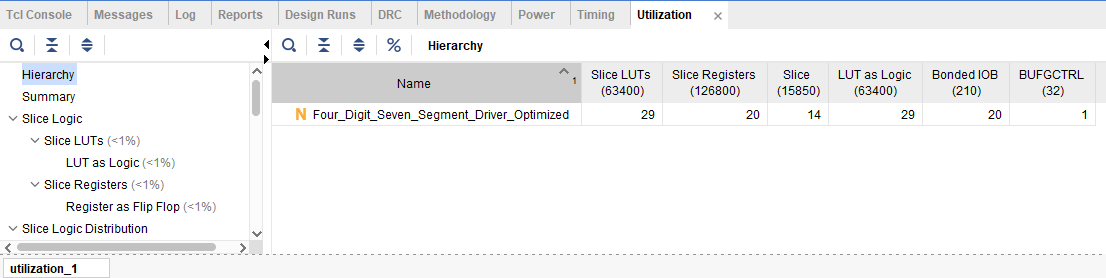 Tcl Console Messages Log Reports Design Runs DRC Methodology Power Timing Utilization ×
% Hierarchy
Hierarchy
Summary
Slice Logic
Slice LUTs (<1%)
LUT as Logic (<1%)
Slice Registers (<1%)
Register as Flip Flop (<1%)
Slice Logic Distribution
Name 1 Slice LUTs (63400) Slice Registers (126800) Slice (15850) LUT as Logic (63400) Bonded IOB (210) BUFGCTRL (32)
N Four_Digit_Seven_Segment_Driver_Optimized 29 20 14 29 20 1
utilization_1